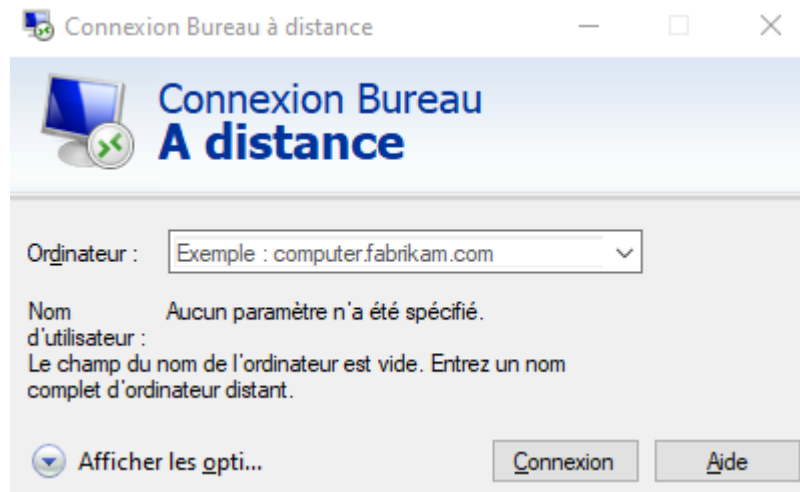 Connexion Bureau à distance
Connexion Bureau
A distance
Ordinateur :
Exemple : computer.fabrikam.com
Nom
d'utilisateur :
Aucun paramètre n'a été spécifié.
Le champ du nom de l'ordinateur est vide. Entrez un nom
complet d'ordinateur distant.
Afficher les opti...
Connexion
Aide